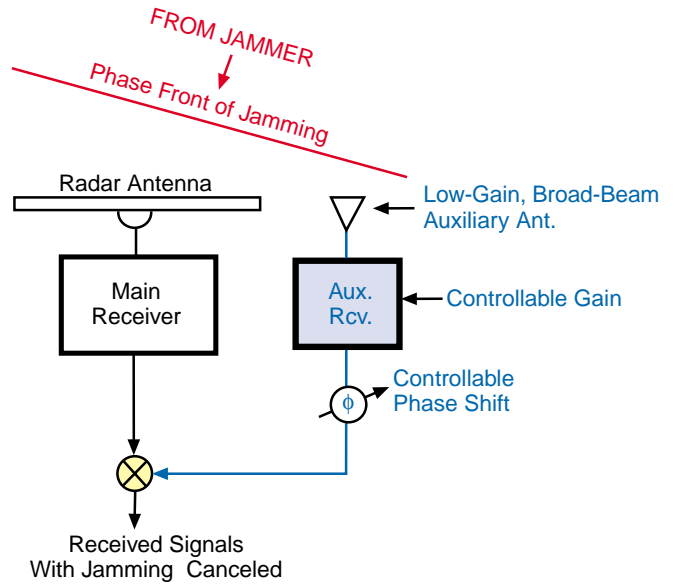 FROM JAMMER
Phase Front of Jamming
Radar Antenna
Low-Gain, Broad-Beam
Auxiliary Ant.
Main
Receiver
Aux.
Rcv.
Controllable Gain
Controllable
Phase Shift
ϕ
Received Signals
With Jamming Canceled